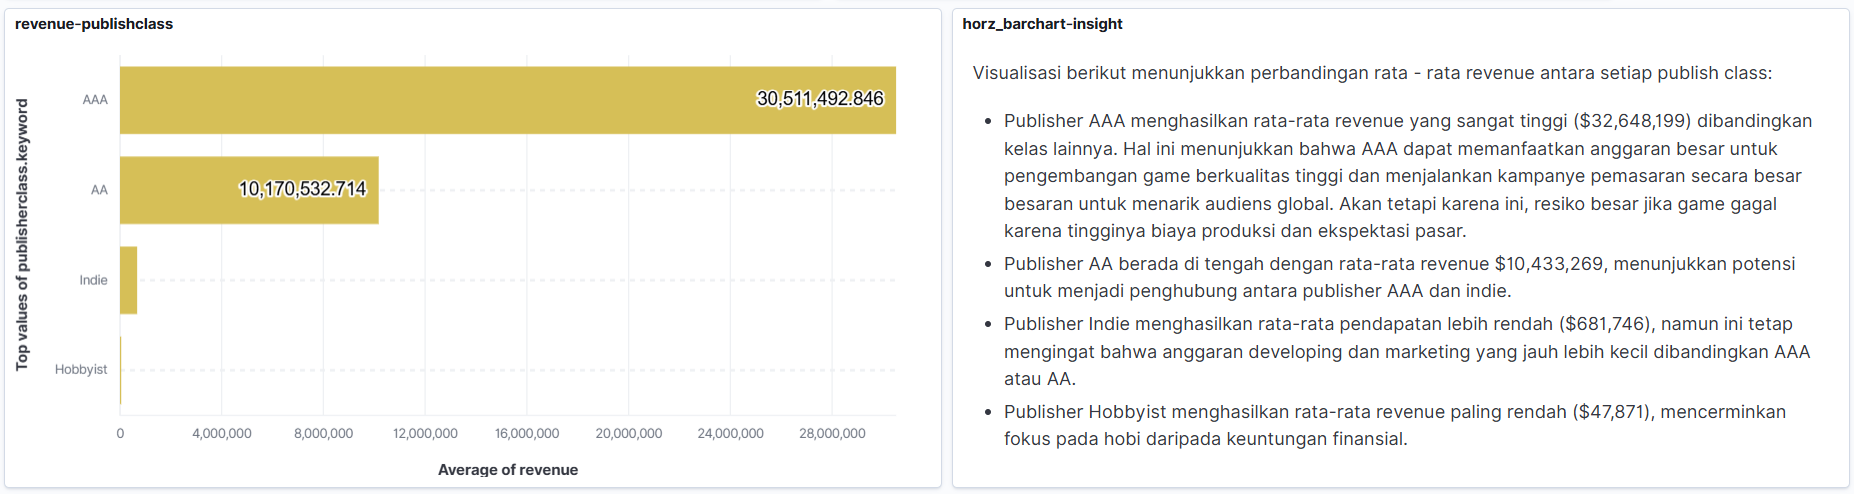 revenue-publishclass
Top values of publisherclass.keyword
AAA
30,511,492.846
AA
10,170,532.714
Indie
Hobbyist
0
4,000,000
8,000,000
12,000,000
16,000,000
20,000,000
24,000,000
28,000,000
Average of revenue
horz_barchart-insight
Visualisasi berikut menunjukkan perbandingan rata - rata revenue antara setiap publish class:
• Publisher AAA menghasilkan rata-rata revenue yang sangat tinggi ($32,648,199) dibandingkan
kelas lainnya. Hal ini menunjukkan bahwa AAA dapat memanfaatkan anggaran besar untuk
pengembangan game berkualitas tinggi dan menjalankan kampanye pemasaran secara besar
besaran untuk menarik audiens global. Akan tetapi karena ini, resiko besar jika game gagal
karena tingginya biaya produksi dan ekspektasi pasar.
• Publisher AA berada di tengah dengan rata-rata revenue $10,433,269, menunjukkan potensi
untuk menjadi penghubung antara publisher AAA dan indie.
• Publisher Indie menghasilkan rata-rata pendapatan lebih rendah ($681,746), namun ini tetap
mengingat bahwa anggaran developing dan marketing yang jauh lebih kecil dibandingkan AAA
atau AA.
• Publisher Hobbyist menghasilkan rata-rata revenue paling rendah ($47,871), mencerminkan
fokus pada hobi daripada keuntungan finansial.